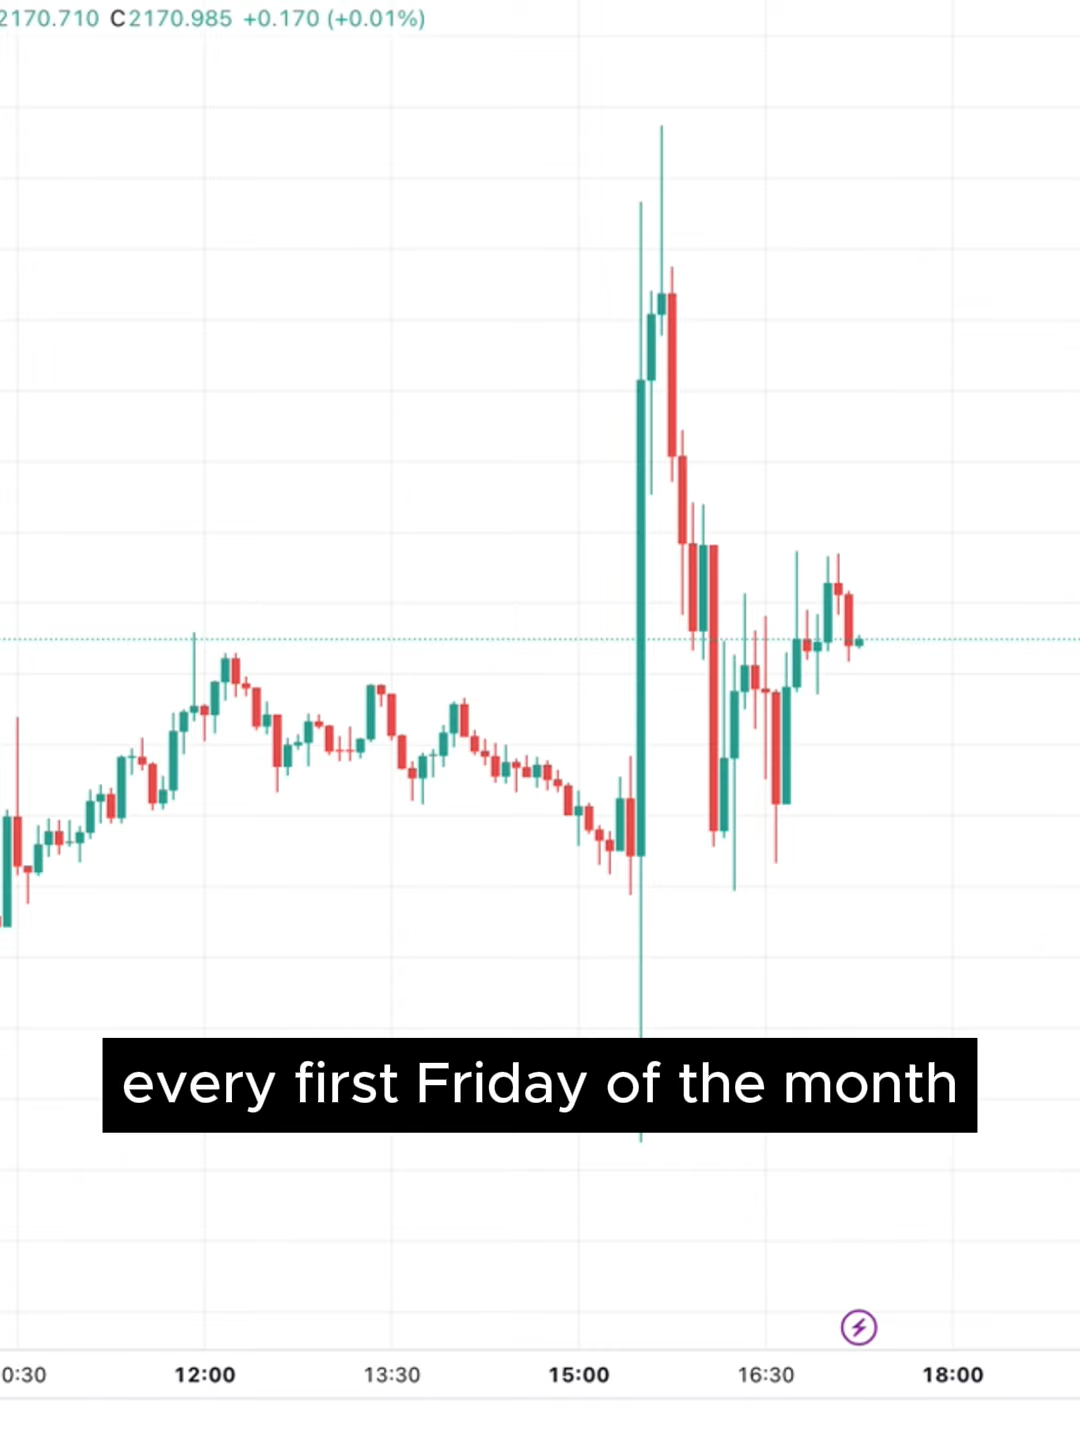 2170.710 C2170.985 +0.170 (+0.01%)
every first Friday of the month
0:30 12:00 13:30 15:00 16:30 18:00